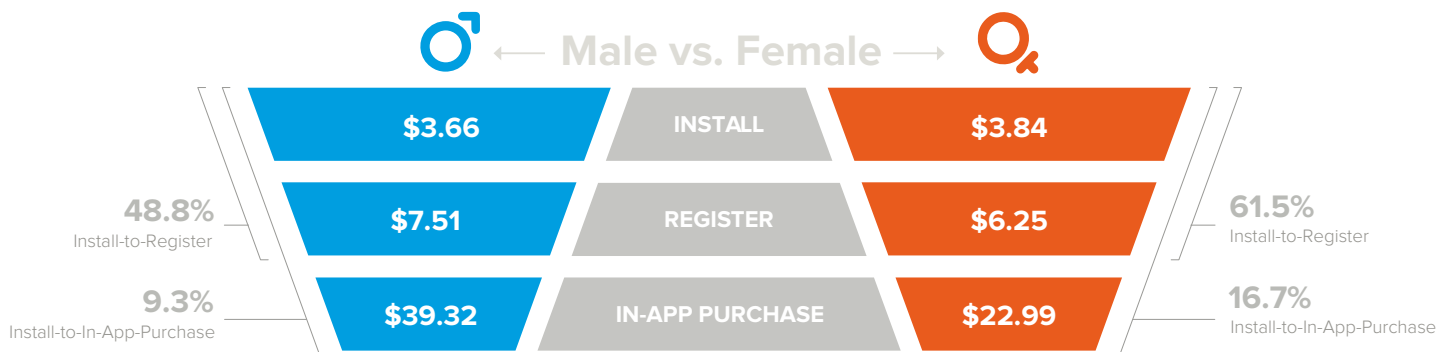 Male vs. Female
$3.66 INSTALL $3.84
48.8%
Install-to-Register
$7.51 REGISTER $6.25
61.5%
Install-to-Register
9.3%
Install-to-In-App-Purchase
$39.32 IN-APP PURCHASE $22.99
16.7%
Install-to-In-App-Purchase